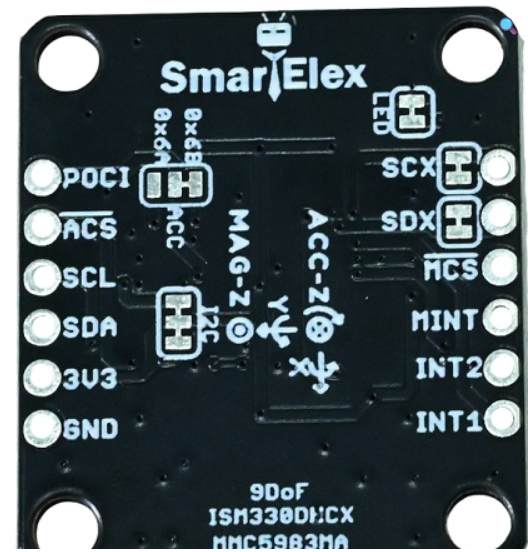 SmartElex
LED
0x6A
0x6B
ACC
SCX
POCI
SDX
ACS
MAG-Z
ACC-Z
MCS
SCL
Y
I2C
SDA
MINT
X
3V3
INT2
GND
INT1
9DoF
ISM330DHCX
MMC5983MA